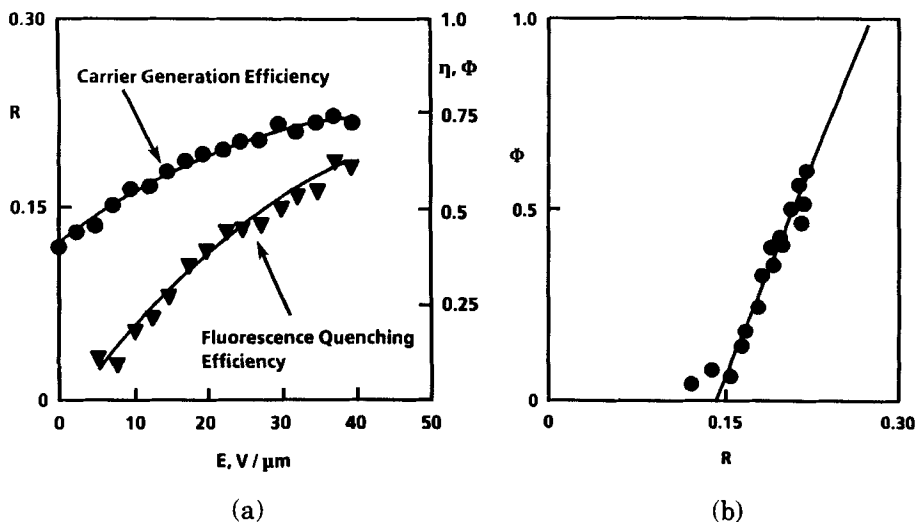 0.30
R
0.15
0
Carrier Generation Efficiency
Fluorescence Quenching
Efficiency
1.0
η, Φ
0.75
0.5
0.25
0 10 20 30 40 50
E, V / μm
(a)
1.0
Φ
0.5
0
0.15 0.30
R
(b)